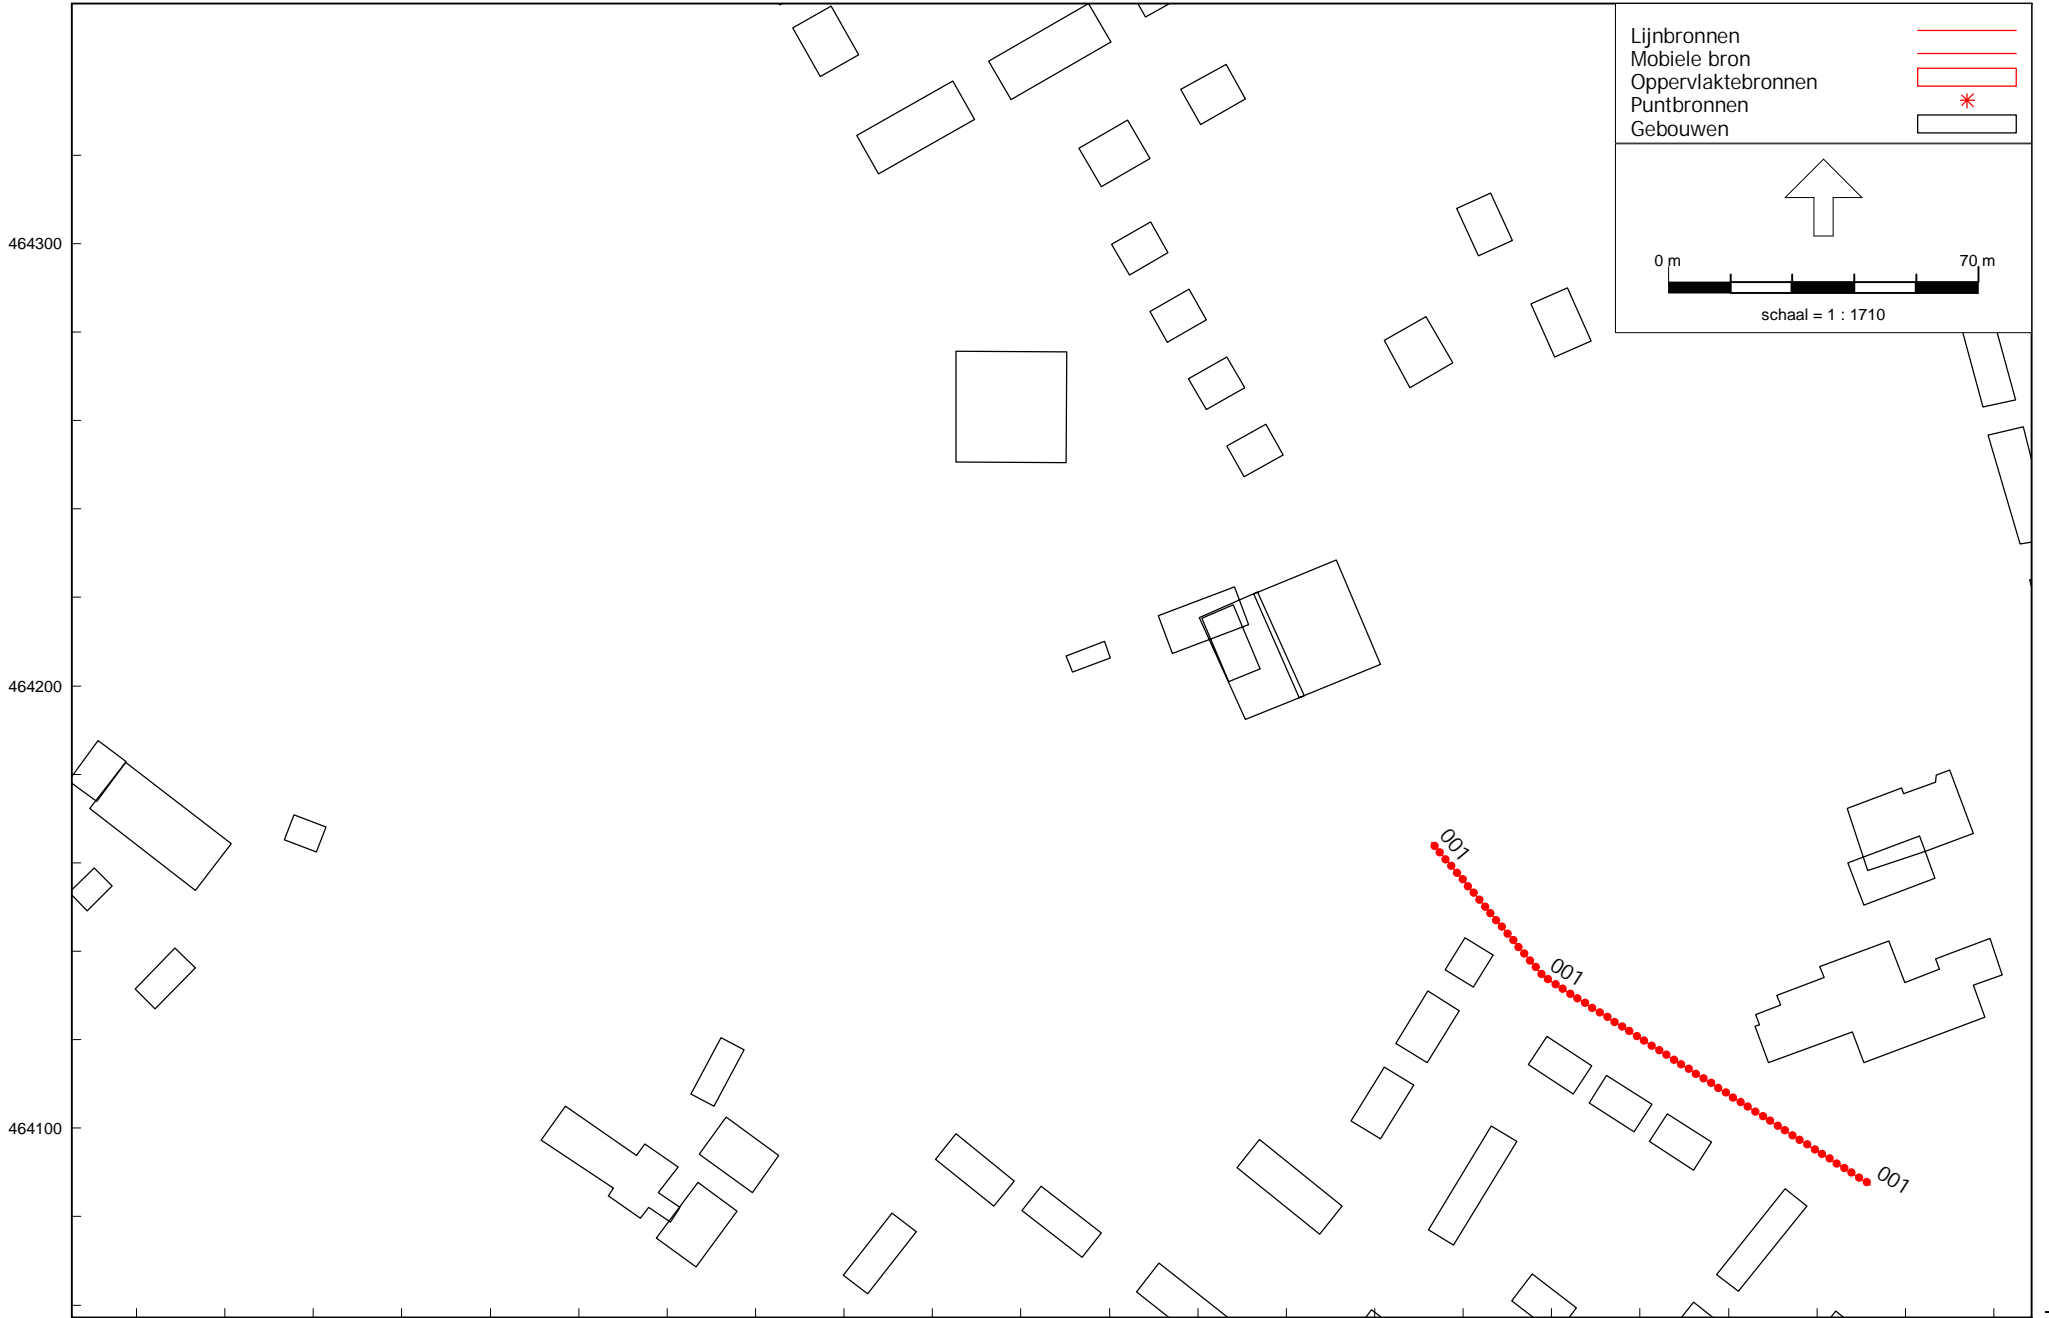 Lijnbronnen
Mobiele bron
Oppervlaktebronnen
Puntbronnen
Gebouwen
0 m 70 m
schaal = 1 : 1710
464300
464200
464100
001
001
001